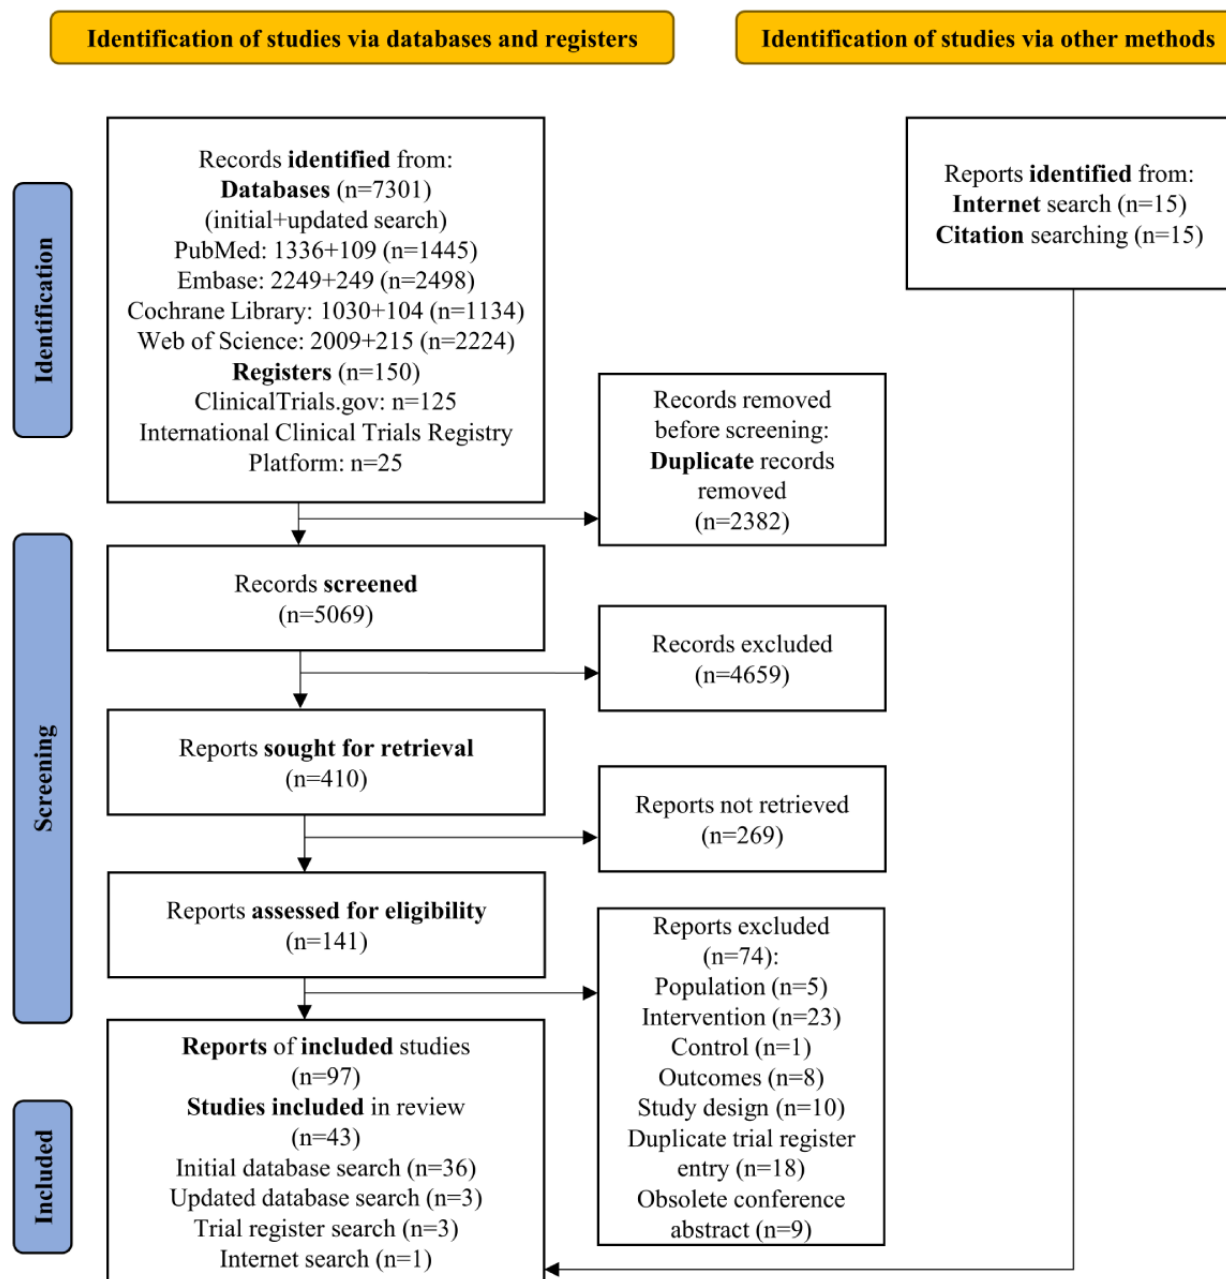 Identification of studies via databases and registers
Identification of studies via other methods
Identification
Records identified from:
Databases (n=7301)
(initial+updated search)
PubMed: 1336+109 (n=1445)
Embase: 2249+249 (n=2498)
Cochrane Library: 1030+104 (n=1134)
Web of Science: 2009+215 (n=2224)
Registers (n=150)
ClinicalTrials.gov: n=125
International Clinical Trials Registry
Platform: n=25
Reports identified from:
Internet search (n=15)
Citation searching (n=15)
Records removed
before screening:
Duplicate records
removed
(n=2382)
Screening
Records screened
(n=5069)
Records excluded
(n=4659)
Reports sought for retrieval
(n=410)
Reports not retrieved
(n=269)
Reports assessed for eligibility
(n=141)
Reports excluded
(n=74):
Population (n=5)
Intervention (n=23)
Control (n=1)
Outcomes (n=8)
Study design (n=10)
Duplicate trial register
entry (n=18)
Obsolete conference
abstract (n=9)
Included
Reports of included studies
(n=97)
Studies included in review
(n=43)
Initial database search (n=36)
Updated database search (n=3)
Trial register search (n=3)
Internet search (n=1)